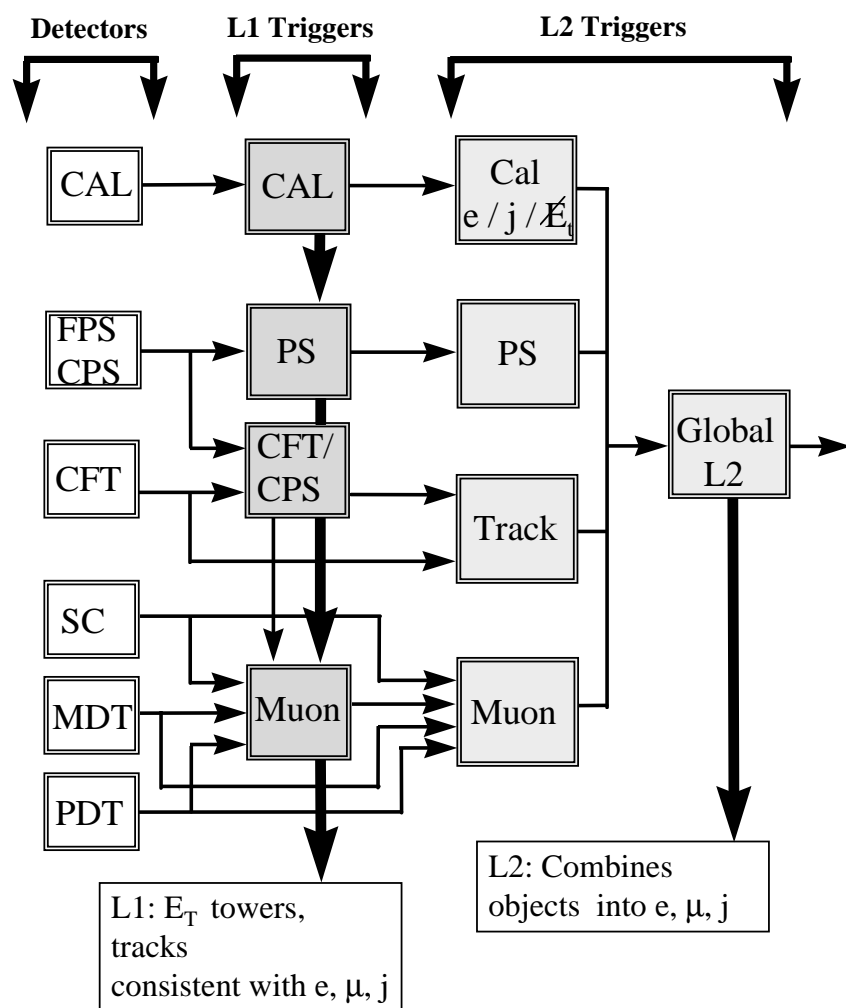 Detectors
L1 Triggers
L2 Triggers
CAL
CAL
Cal
e / j / E̸t
FPS
CPS
PS
PS
CFT/
CPS
CFT
Track
Global
L2
SC
MDT
PDT
Muon
Muon
L1: ET towers,
tracks
consistent with e, μ, j
L2: Combines
objects into e, μ, j